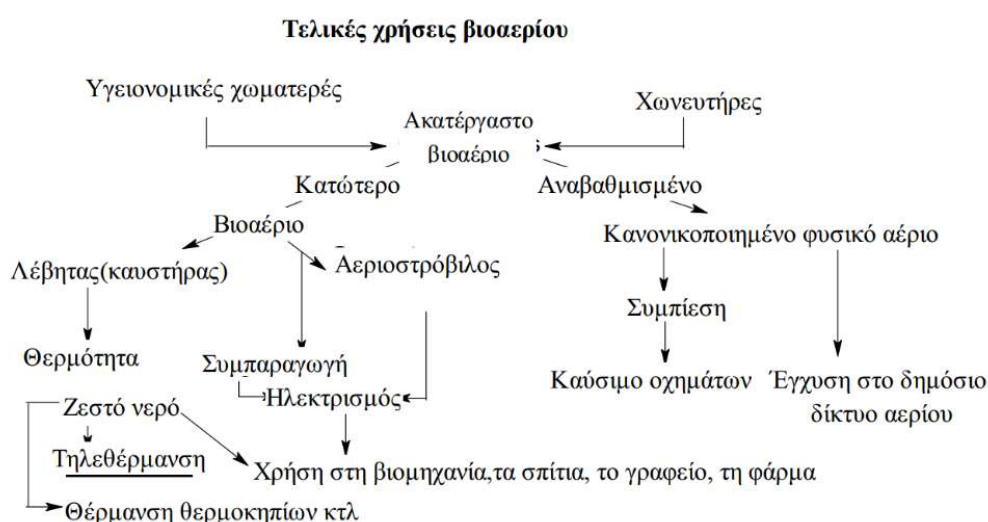 Τελικές χρήσεις βιοαερίου
Υγειονομικές χωματερές
Χωνευτήρες
Ακατέργαστο
βιοαέριο
Κατώτερο
Αναβαθμισμένο
Βιοαέριο
Κανονικοποιημένο φυσικό αέριο
Λέβητας(καυστήρας)
Αεριοστρόβιλος
Συμπίεση
Θερμότητα
Συμπαραγωγή
Καύσιμο οχημάτων
Έγχυση στο δημόσιο
δίκτυο αερίου
Ζεστό νερό
Ηλεκτρισμός
Τηλεθέρμανση
Χρήση στη βιομηχανία,τα σπίτια, το γραφείο, τη φάρμα
Θέρμανση θερμοκηπίων κτλ